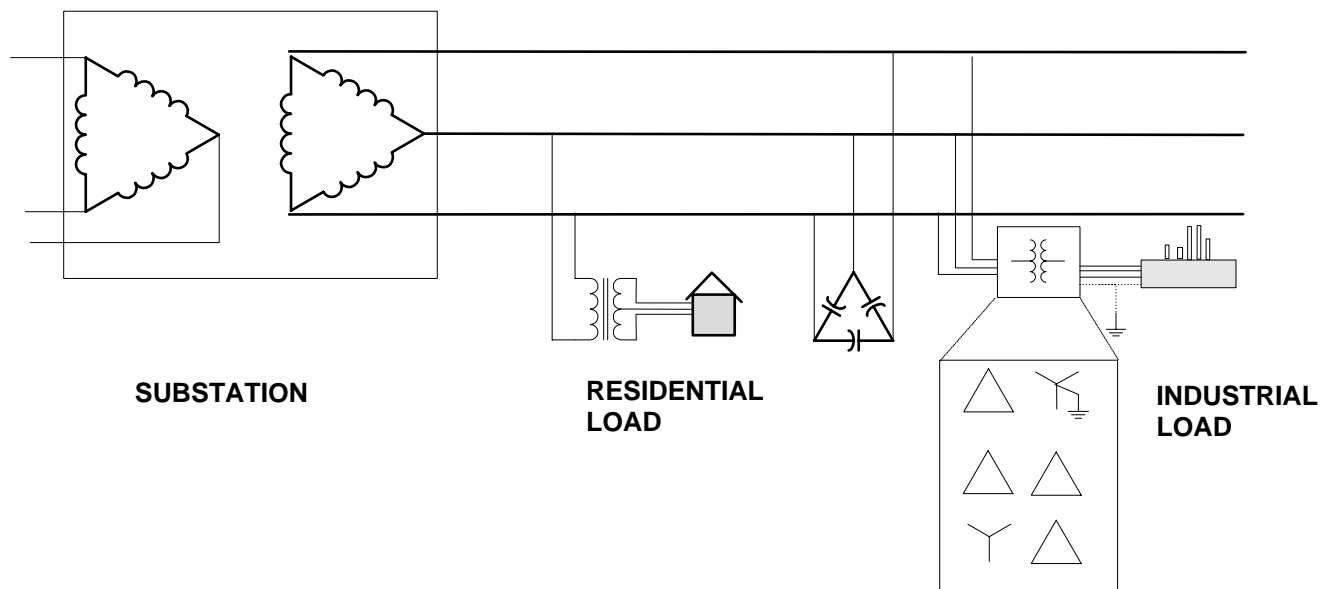 SUBSTATION
RESIDENTIAL
LOAD
INDUSTRIAL
LOAD